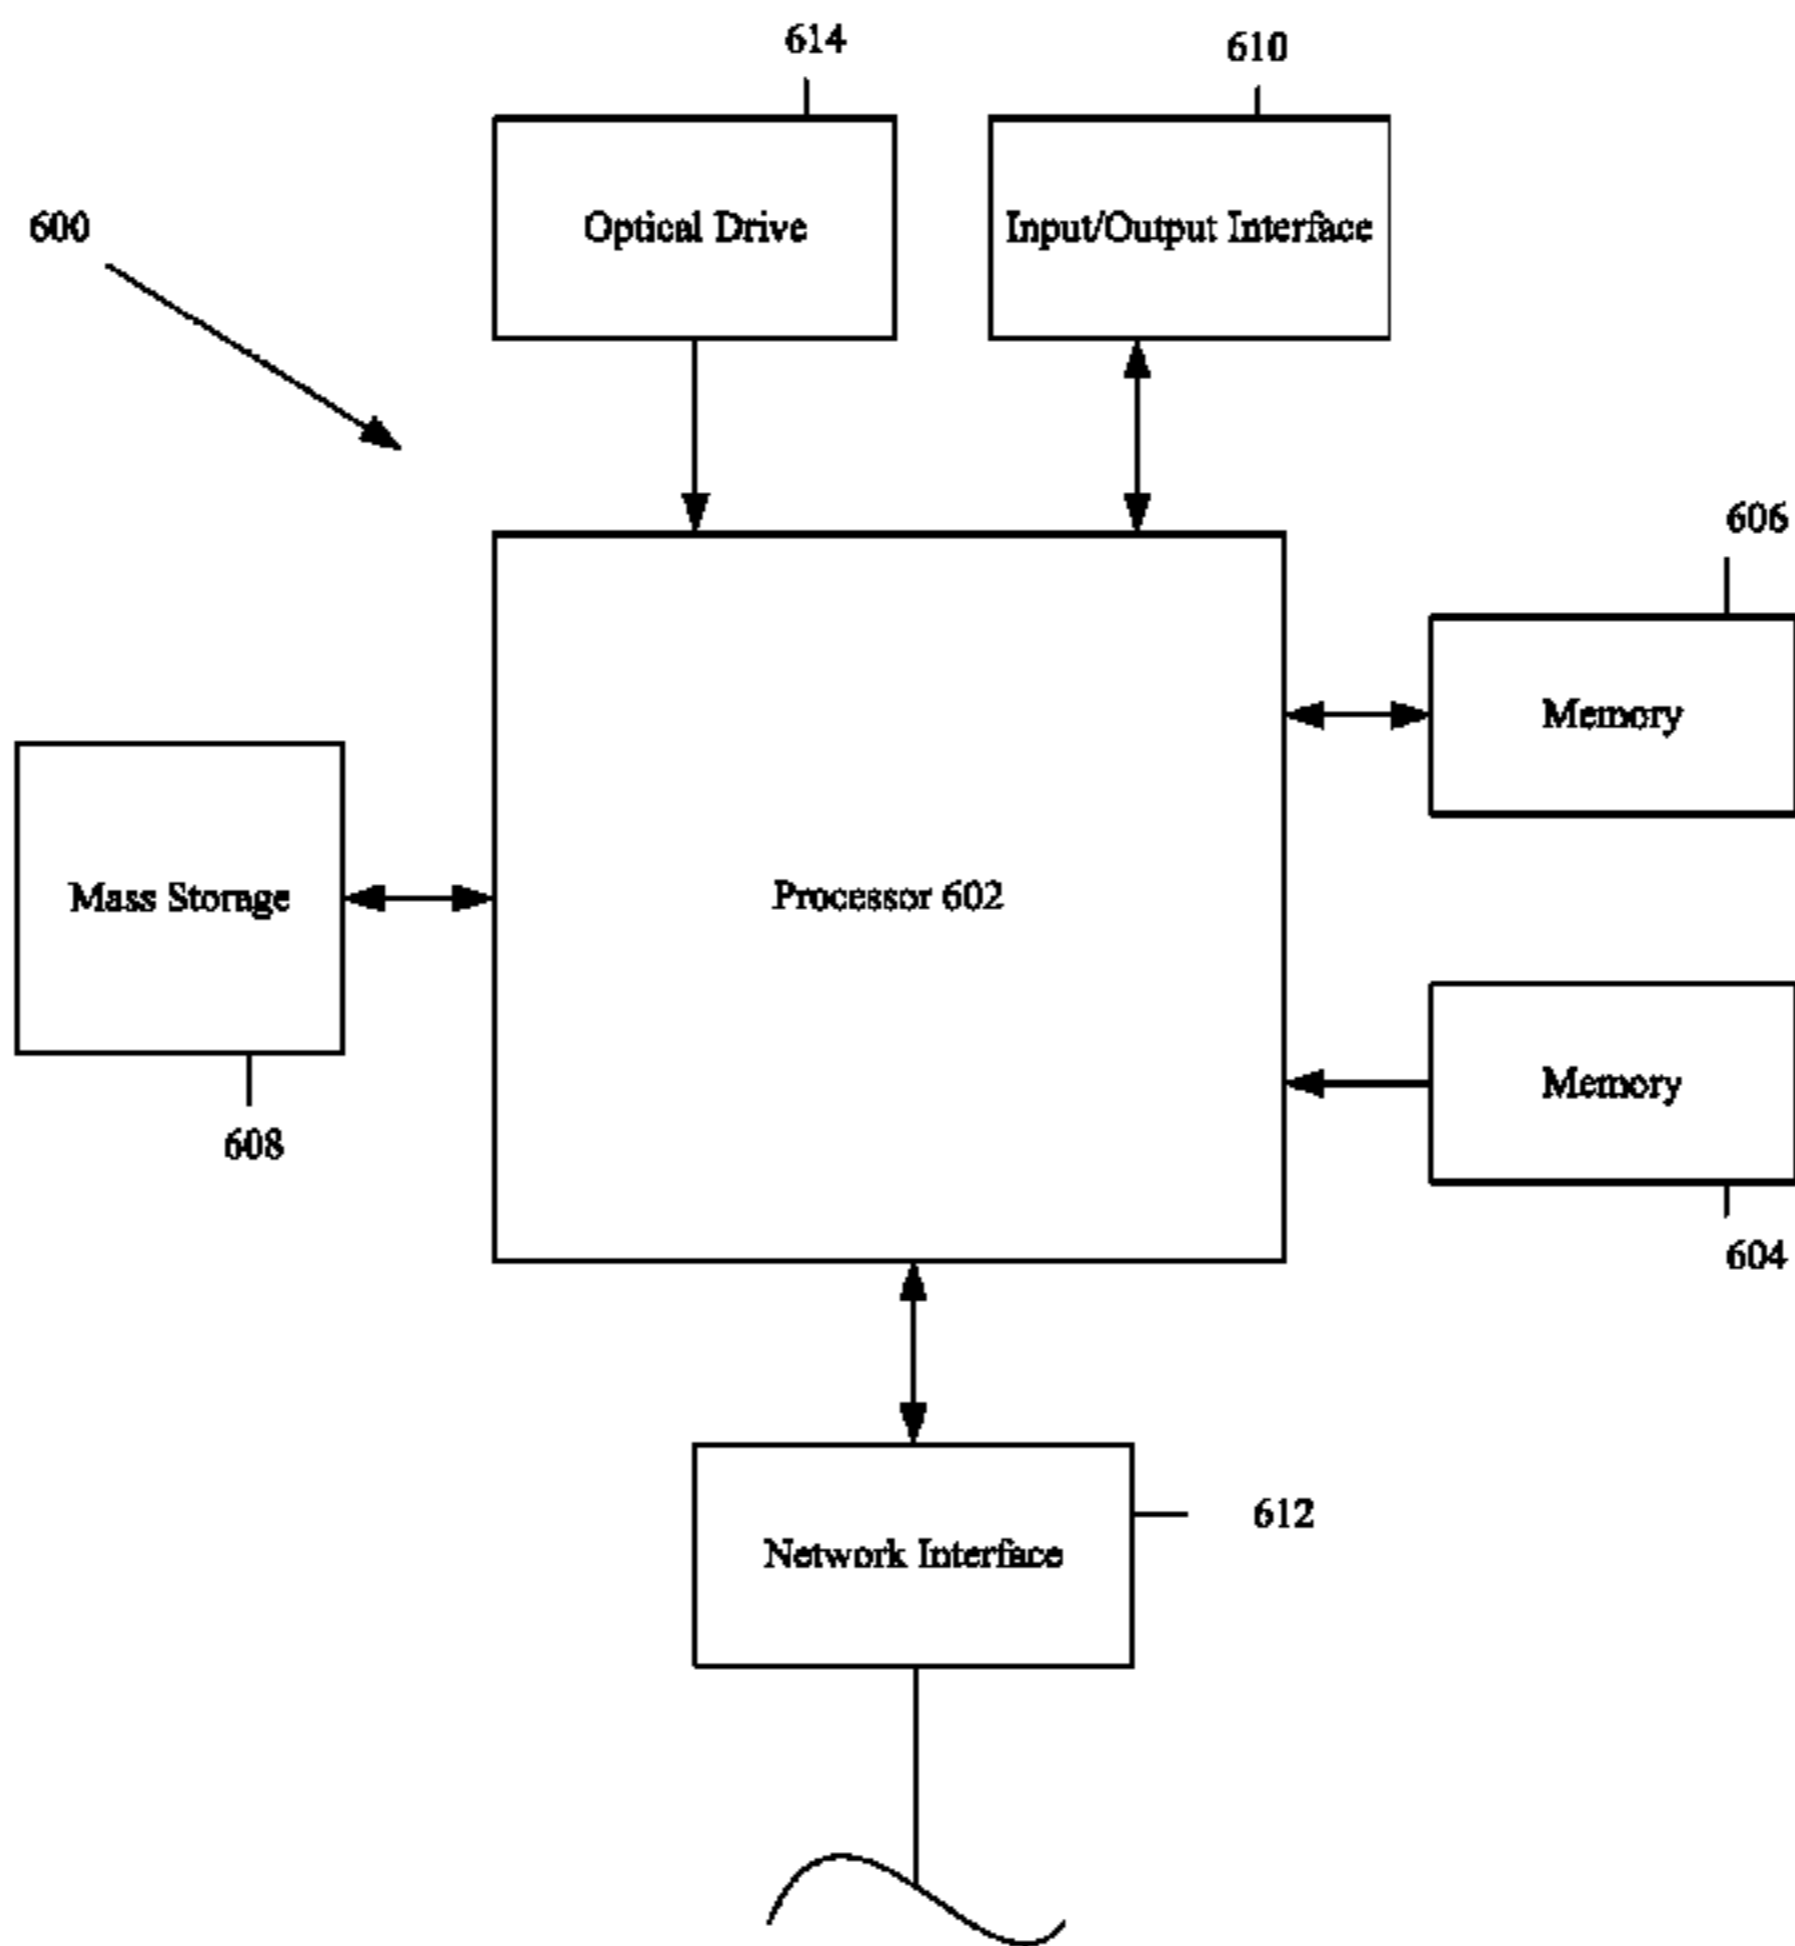 614
610
600
Optical Drive
Input/Output Interface
606
Memory
Mass Storage
Processor 602
Memory
608
604
612
Network Interface